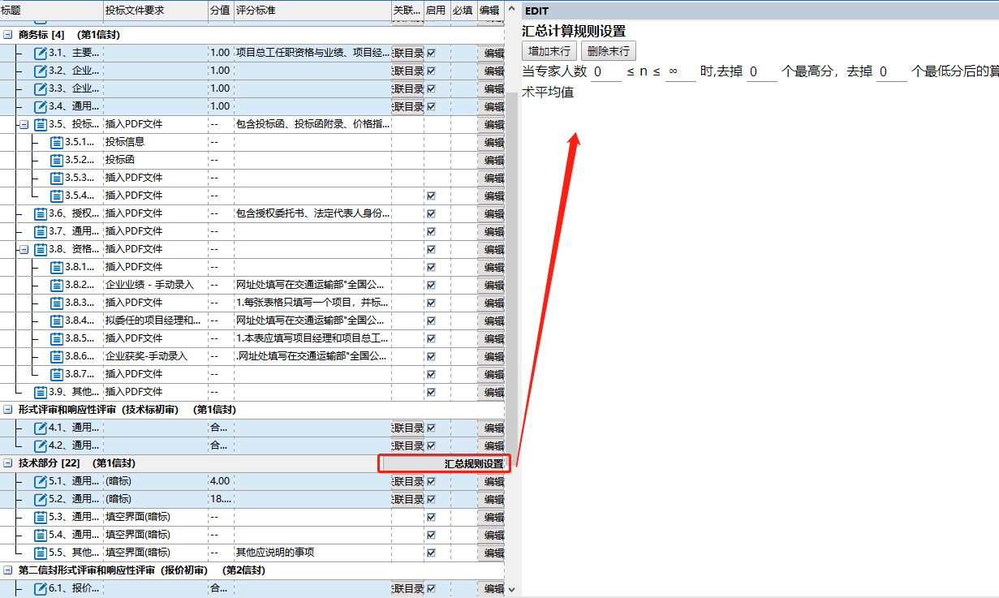 标题 投标文件要求 分值 评分标准 关联... 启用 必填 编辑
商务标 [4] (第1信封)
3.1、主要... 1.00 项目总工任职资格与业绩、项目经... 联目录 编辑
3.2、企业... 1.00 联目录 编辑
3.3、企业... 1.00 联目录 编辑
3.4、通用... 1.00 联目录 编辑
3.5、投标... 插入PDF文件 -- 包含投标函、投标函附录、价格指... 编辑
3.5.1... 投标信息 -- 编辑
3.5.2... 投标函 -- 编辑
3.5.3... 插入PDF文件 -- 编辑
3.5.4... 插入PDF文件 -- 编辑
3.6、授权... 插入PDF文件 -- 包含授权委托书、法定代表人身份... 编辑
3.7、通用... 插入PDF文件 -- 编辑
3.8、资格... 插入PDF文件 -- 编辑
3.8.1... 插入PDF文件 -- 编辑
3.8.2... 企业业绩 - 手动录入 -- 网址处填写在交通运输部"全国公... 编辑
3.8.3... 插入PDF文件 -- 1.每张表格只填写一个项目，并标... 编辑
3.8.4... 拟委任的项目经理和... -- 网址处填写在交通运输部"全国公... 编辑
3.8.5... 插入PDF文件 -- 1.本表应填写项目经理和项目总工... 编辑
3.8.6... 企业获奖-手动录入 -- .网址处填写在交通运输部"全国公... 编辑
3.8.7... 插入PDF文件 -- 编辑
3.9、其他... 插入PDF文件 -- 编辑
形式评审和响应性评审（技术标初审） (第1信封)
4.1、通用... 合... 联目录 编辑
4.2、通用... 合... 联目录 编辑
技术部分 [22] (第1信封) 汇总规则设置
5.1、通用... (暗标) 4.00 联目录 编辑
5.2、通用... (暗标) 18.... 联目录 编辑
5.3、通用... 填空界面(暗标) -- 编辑
5.4、通用... 填空界面(暗标) -- 编辑
5.5、其他... 填空界面(暗标) -- 其他应说明的事项 编辑
第二信封形式评审和响应性评审（报价初审） (第2信封)
6.1、报价... 合... 联目录 编辑
EDIT
汇总计算规则设置
增加末行 删除末行
当专家人数 0 ≤ n ≤ ∞ 时,去掉 0 个最高分，去掉 0 个最低分后的算
术平均值